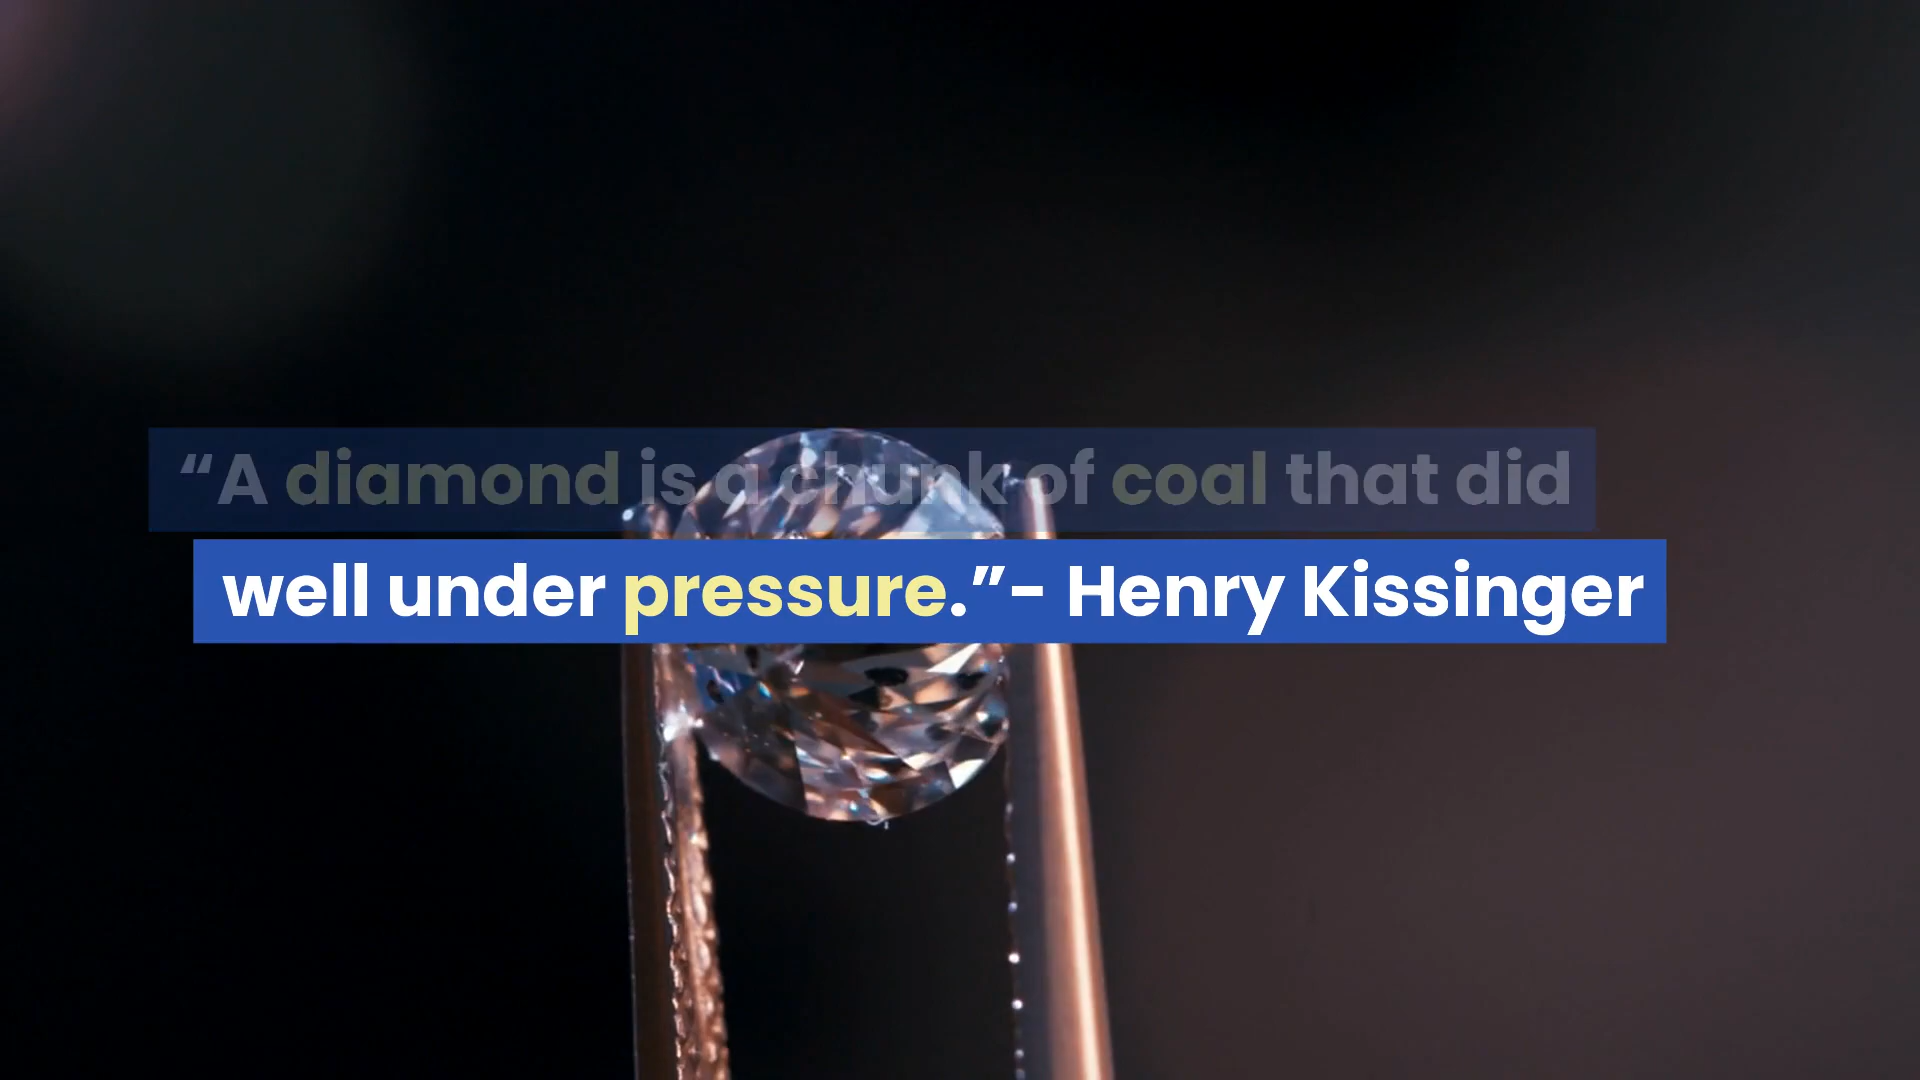 “A diamond is a chunk of coal that did
well under pressure.”- Henry Kissinger